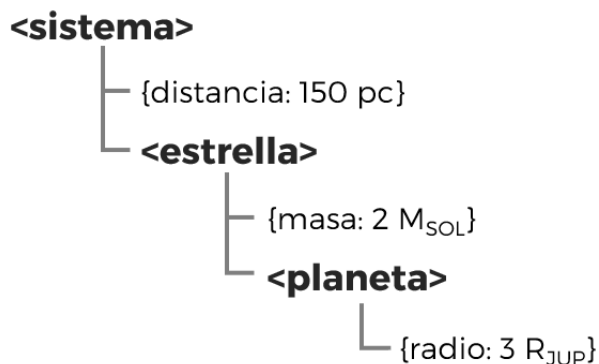 <sistema>
{distancia: 150 pc}
<estrella>
{masa: 2 M_SOL}
<planeta>
{radio: 3 R_JUP}